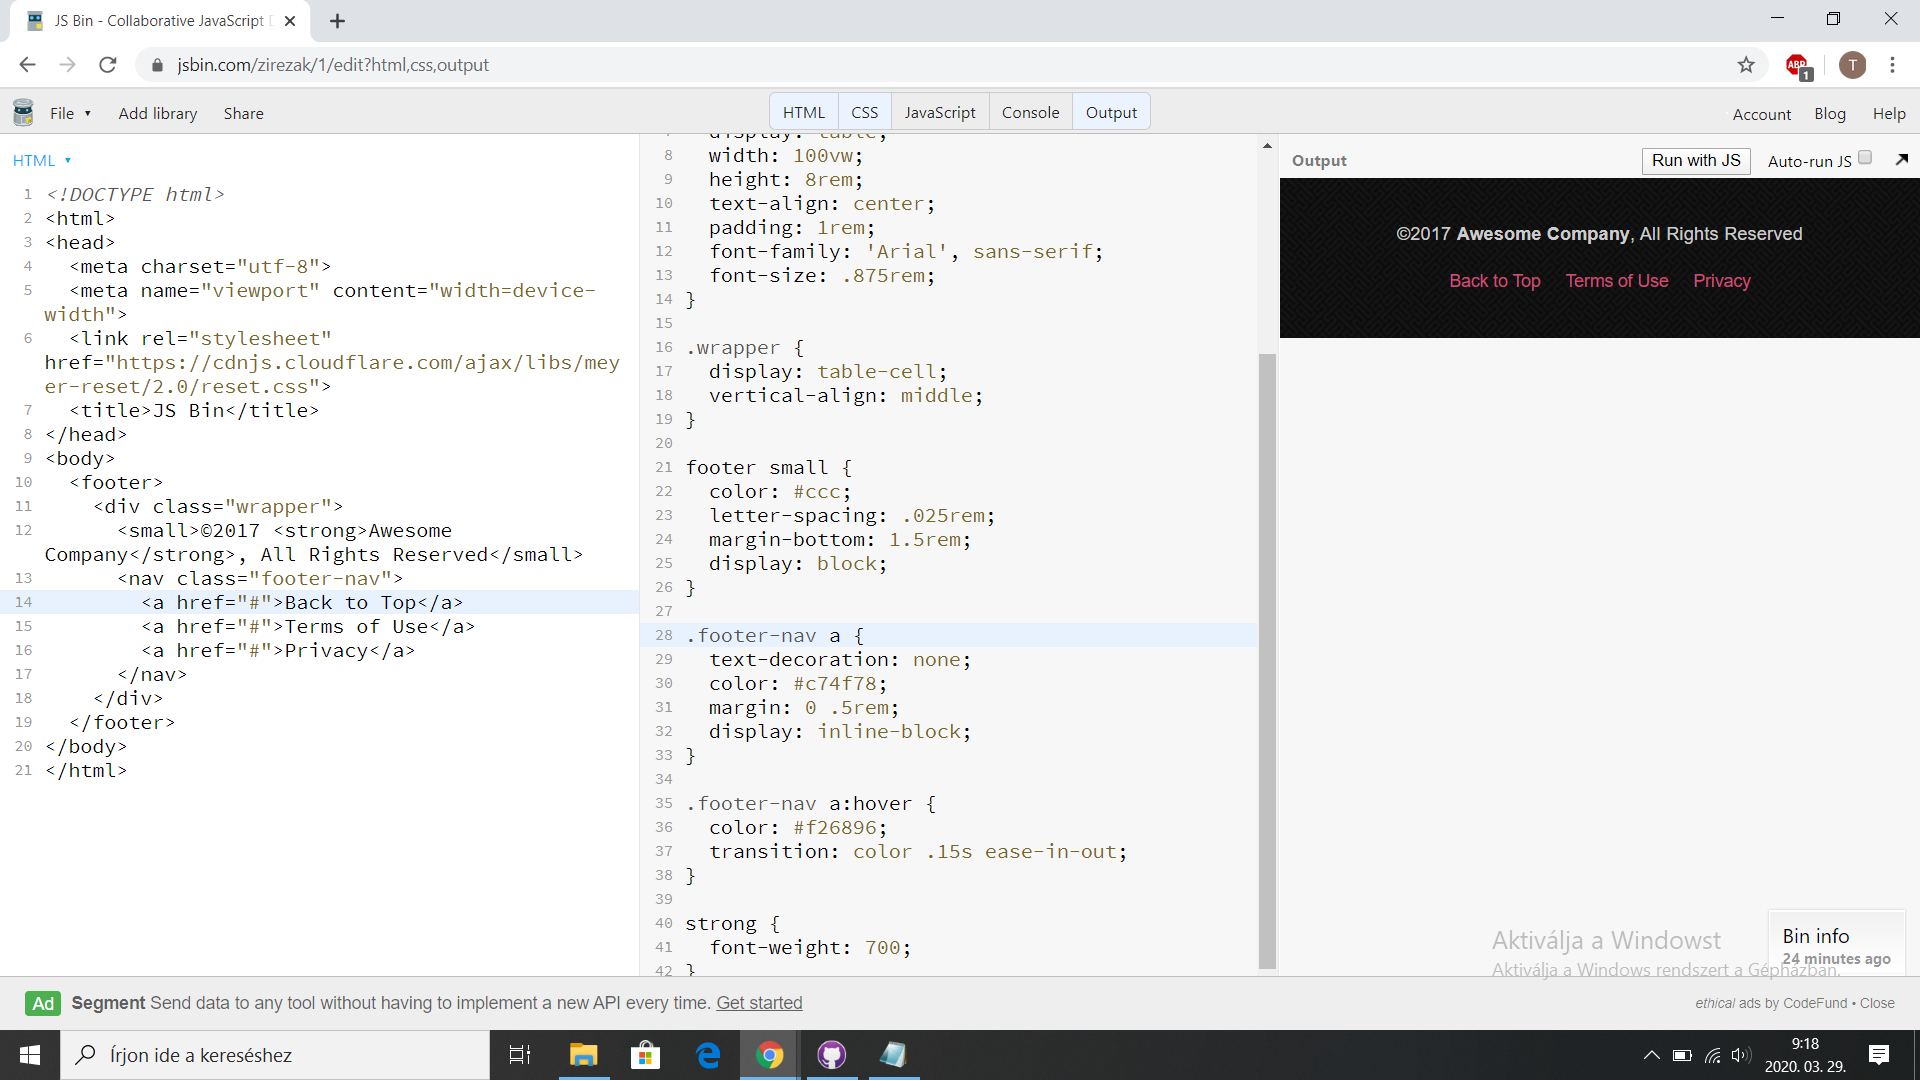 JS Bin - Collaborative JavaScript D
jsbin.com/zirezak/1/edit?html,css,output
ABP
1
T
File
Add library
Share
HTML
CSS
JavaScript
Console
Output
Account
Blog
Help
HTML
1 <!DOCTYPE html>
2 <html>
3 <head>
4 <meta charset="utf-8">
5 <meta name="viewport" content="width=device-
width">
6 <link rel="stylesheet"
href="https://cdnjs.cloudflare.com/ajax/libs/mey
er-reset/2.0/reset.css">
7 <title>JS Bin</title>
8 </head>
9 <body>
10 <footer>
11 <div class="wrapper">
12 <small>©2017 <strong>Awesome
Company</strong>, All Rights Reserved</small>
13 <nav class="footer-nav">
14 <a href="#">Back to Top</a>
15 <a href="#">Terms of Use</a>
16 <a href="#">Privacy</a>
17 </nav>
18 </div>
19 </footer>
20 </body>
21 </html>
7 display: table;
8 width: 100vw;
9 height: 8rem;
10 text-align: center;
11 padding: 1rem;
12 font-family: 'Arial', sans-serif;
13 font-size: .875rem;
14 }
15
16 .wrapper {
17 display: table-cell;
18 vertical-align: middle;
19 }
20
21 footer small {
22 color: #ccc;
23 letter-spacing: .025rem;
24 margin-bottom: 1.5rem;
25 display: block;
26 }
27
28 .footer-nav a {
29 text-decoration: none;
30 color: #c74f78;
31 margin: 0 .5rem;
32 display: inline-block;
33 }
34
35 .footer-nav a:hover {
36 color: #f26896;
37 transition: color .15s ease-in-out;
38 }
39
40 strong {
41 font-weight: 700;
42 }
Output
Run with JS
Auto-run JS
©2017 Awesome Company, All Rights Reserved
Back to Top Terms of Use Privacy
Aktiválja a Windowst
Aktiválja a Windows rendszert a Gépházban.
Bin info
24 minutes ago
Ad Segment Send data to any tool without having to implement a new API every time. Get started
ethical ads by CodeFund • Close
Írjon ide a kereséshez
9:18
2020. 03. 29.